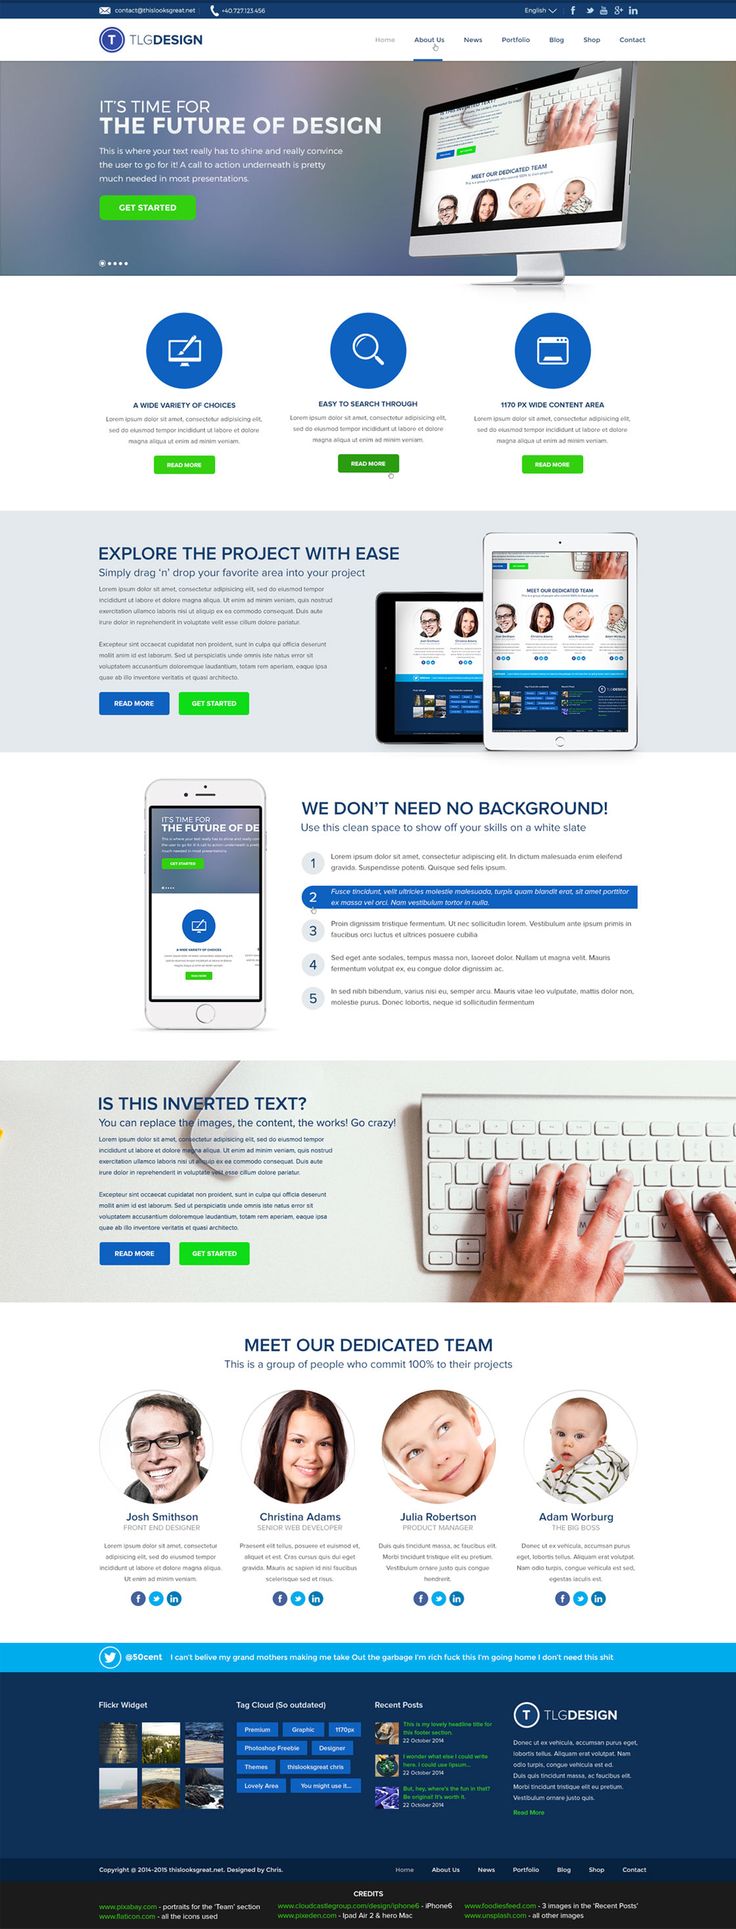 contact@thislooksgreat.net
+40.727.123.456
English
T TLGDESIGN
Home About Us News Portfolio Blog Shop Contact
IT'S TIME FOR
THE FUTURE OF DESIGN
This is where your text really has to shine and really convince
the user to go for it! A call to action underneath is pretty
much needed in most presentations.
GET STARTED
MEET OUR DEDICATED TEAM
A WIDE VARIETY OF CHOICES
Lorem ipsum dolor sit amet, consectetur adipisicing elit,
sed do eiusmod tempor incididunt ut labore et dolore
magna aliqua ut enim ad minim veniam.
READ MORE
EASY TO SEARCH THROUGH
Lorem ipsum dolor sit amet, consectetur adipisicing elit,
sed do eiusmod tempor incididunt ut labore et dolore
magna aliqua ut enim ad minim veniam.
READ MORE
1170 PX WIDE CONTENT AREA
Lorem ipsum dolor sit amet, consectetur adipisicing elit,
sed do eiusmod tempor incididunt ut labore et dolore
magna aliqua ut enim ad minim veniam.
READ MORE
EXPLORE THE PROJECT WITH EASE
Simply drag ‘n’ drop your favorite area into your project
Lorem ipsum dolor sit amet, consectetur adipisicing elit, sed do eiusmod tempor
incididunt ut labore et dolore magna aliqua. Ut enim ad minim veniam, quis nostrud
exercitation ullamco laboris nisi ut aliquip ex ea commodo consequat. Duis aute
irure dolor in reprehenderit in voluptate velit esse cillum dolore pariatur.
Excepteur sint occaecat cupidatat non proident, sunt in culpa qui officia deserunt
mollit anim id est laborum. Sed ut perspiciatis unde omnis iste natus error sit
voluptatem accusantium doloremque laudantium, totam rem aperiam, eaque ipsa
quae ab illo inventore veritatis et quasi architecto.
READ MORE GET STARTED
MEET OUR DEDICATED TEAM
IT'S TIME FOR
THE FUTURE OF DE
GET STARTED
A WIDE VARIETY OF CHOICES
READ MORE
WE DON'T NEED NO BACKGROUND!
Use this clean space to show off your skills on a white slate
1 Lorem ipsum dolor sit amet, consectetur adipiscing elit. In dictum malesuada enim eleifend
gravida. Suspendisse potenti. Quisque sed felis ipsum.
2 Fusce tincidunt, velit ultricies molestie malesuada, turpis quam blandit erat, sit amet porttitor
ex massa vel orci. Nam vestibulum tortor in nulla.
3 Proin dignissim tristique fermentum. Ut nec sollicitudin lorem. Vestibulum ante ipsum primis in
faucibus orci luctus et ultrices posuere cubilia
4 Sed eget ante sodales, tempus massa non, laoreet dolor. Nullam ut magna velit. Mauris
fermentum volutpat ex, eu congue dolor dignissim ac.
5 In sed nibh bibendum, varius nisi eu, semper arcu. Mauris vitae leo vulputate, mattis dolor non,
molestie purus. Donec lobortis, neque id sollicitudin fermentum
IS THIS INVERTED TEXT?
You can replace the images, the content, the works! Go crazy!
Lorem ipsum dolor sit amet, consectetur adipisicing elit, sed do eiusmod tempor
incididunt ut labore et dolore magna aliqua. Ut enim ad minim veniam, quis nostrud
exercitation ullamco laboris nisi ut aliquip ex ea commodo consequat. Duis aute
irure dolor in reprehenderit in voluptate velit esse cillum dolore pariatur.
Excepteur sint occaecat cupidatat non proident, sunt in culpa qui officia deserunt
mollit anim id est laborum. Sed ut perspiciatis unde omnis iste natus error sit
voluptatem accusantium doloremque laudantium, totam rem aperiam, eaque ipsa
quae ab illo inventore veritatis et quasi architecto.
READ MORE GET STARTED
MEET OUR DEDICATED TEAM
This is a group of people who commit 100% to their projects
Josh Smithson
FRONT END DESIGNER
Lorem ipsum dolor sit amet, consectetur
adipisicing elit, sed do eiusmod tempor
incididunt ut labore et dolore magna aliqua.
Ut enim ad minim veniam.
Christina Adams
SENIOR WEB DEVELOPER
Praesent elit tellus, posuere et euismod et,
aliquet et est. Cras cursus quis dui eget
gravida. Mauris ac sapien id nisi faucibus
scelerisque sed et risus.
Julia Robertson
PRODUCT MANAGER
Duis quis tincidunt massa, ac faucibus elit.
Morbi tincidunt tristique elit eu pretium.
Vestibulum ornare justo quis congue
hendrerit.
Adam Worburg
THE BIG BOSS
Donec ut ex vehicula, accumsan purus
eget, lobortis tellus. Aliquam erat volutpat.
Nam odio turpis, congue vehicula est sed,
egestas iaculis est.
@50cent I can't belive my grand mothers making me take Out the garbage I'm rich fuck this I'm going home I don't need this shit
Flickr Widget
Tag Cloud (So outdated)
Premium Graphic 1170px
Photoshop Freebie Designer
Themes thislooksgreat chris
Lovely Area You might use it...
Recent Posts
This is my lovely headline title for
this footer section.
22 October 2014
I wonder what else I could write
here. I could use Ipsum...
22 October 2014
But, hey, where's the fun in that?
Be original! It's worth it.
22 October 2014
T TLGDESIGN
Donec ut ex vehicula, accumsan purus eget,
lobortis tellus. Aliquam erat volutpat. Nam
odio turpis, congue vehicula est ed.
Duis quis tincidunt massa, ac faucibus elit.
Morbi tincidunt tristique elit eu pretium.
Vestibulum ornare justo quis.
Read More
Copyright @ 2014-2015 thislooksgreat.net. Designed by Chris.
Home About Us News Portfolio Blog Shop Contact
CREDITS
www.pixabay.com - portraits for the 'Team' section
www.flaticon.com - all the icons used
www.cloudcastlegroup.com/design/iphone6 - iPhone6
www.pixeden.com - Ipad Air 2 & hero Mac
www.foodiesfeed.com - 3 images in the 'Recent Posts'
www.unsplash.com - all other images